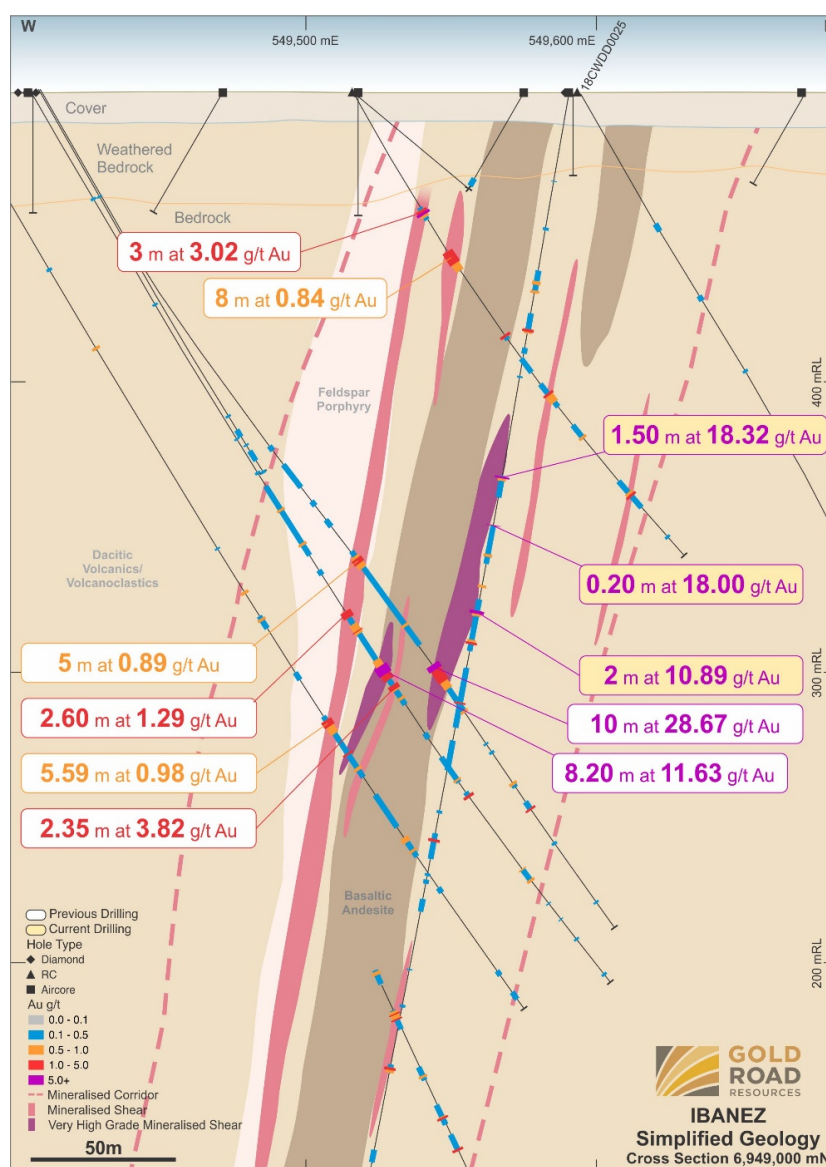 W
549,500 mE
549,600 mE
18CWDD0025
Cover
Weathered
Bedrock
Bedrock
3 m at 3.02 g/t Au
8 m at 0.84 g/t Au
400 mRL
Feldspar
Porphyry
1.50 m at 18.32 g/t Au
Dacitic
Volcanics/
Volcanoclastics
0.20 m at 18.00 g/t Au
5 m at 0.89 g/t Au
2 m at 10.89 g/t Au
300 mRL
2.60 m at 1.29 g/t Au
10 m at 28.67 g/t Au
5.59 m at 0.98 g/t Au
8.20 m at 11.63 g/t Au
2.35 m at 3.82 g/t Au
Basaltic
Andesite
200 mRL
Previous Drilling
Current Drilling
Hole Type
Diamond
RC
Aircore
Au g/t
0.0 - 0.1
0.1 - 0.5
0.5 - 1.0
1.0 - 5.0
5.0+
Mineralised Corridor
Mineralised Shear
Very High Grade Mineralised Shear
50m
GOLD
ROAD
RESOURCES
IBANEZ
Simplified Geology
Cross Section 6,949,000 mN